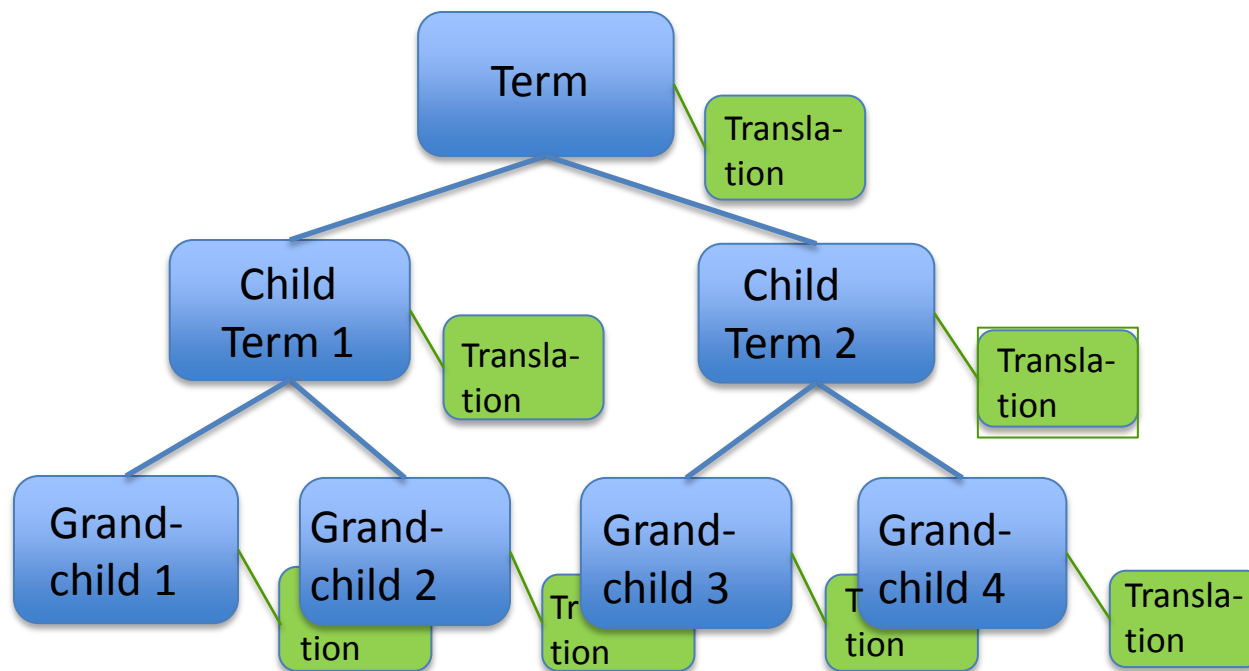 Term
Transla-
tion
Child
Term 1
Transla-
tion
Child
Term 2
Transla-
tion
Grand-
child 1
tion
Grand-
child 2
Tr
tion
Grand-
child 3
T
tion
Grand-
child 4
Transla-
tion